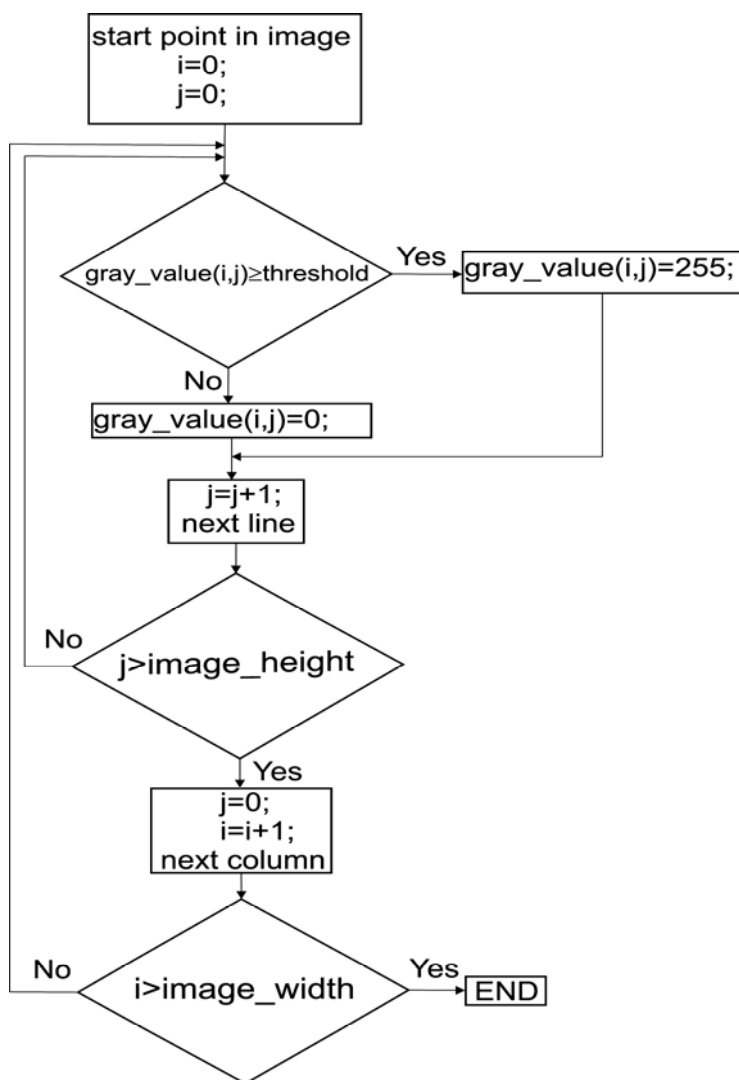 start point in image
i=0;
j=0;
gray_value(i,j)≥threshold
Yes
gray_value(i,j)=255;
No
gray_value(i,j)=0;
j=j+1;
next line
No
j>image_height
Yes
j=0;
i=i+1;
next column
No
i>image_width
Yes
END